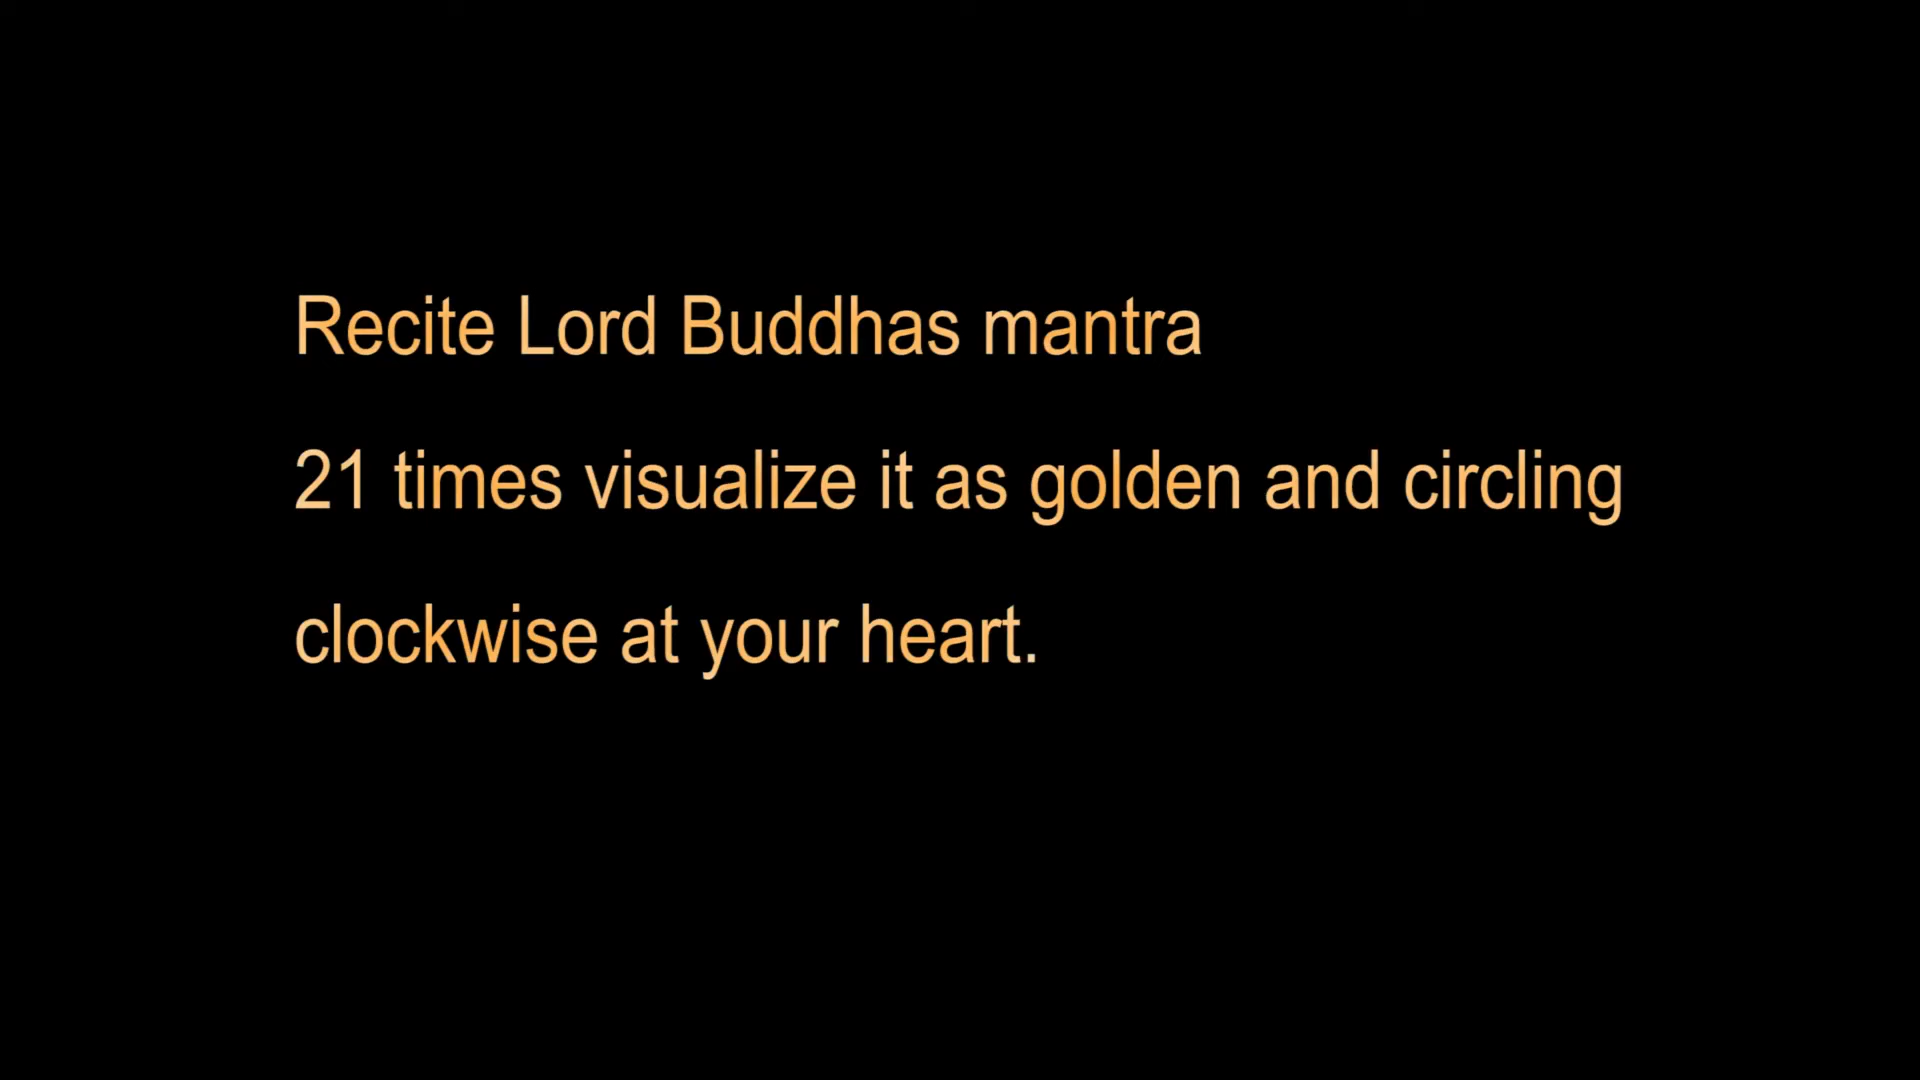 Recite Lord Buddhas mantra
21 times visualize it as golden and circling
clockwise at your heart.